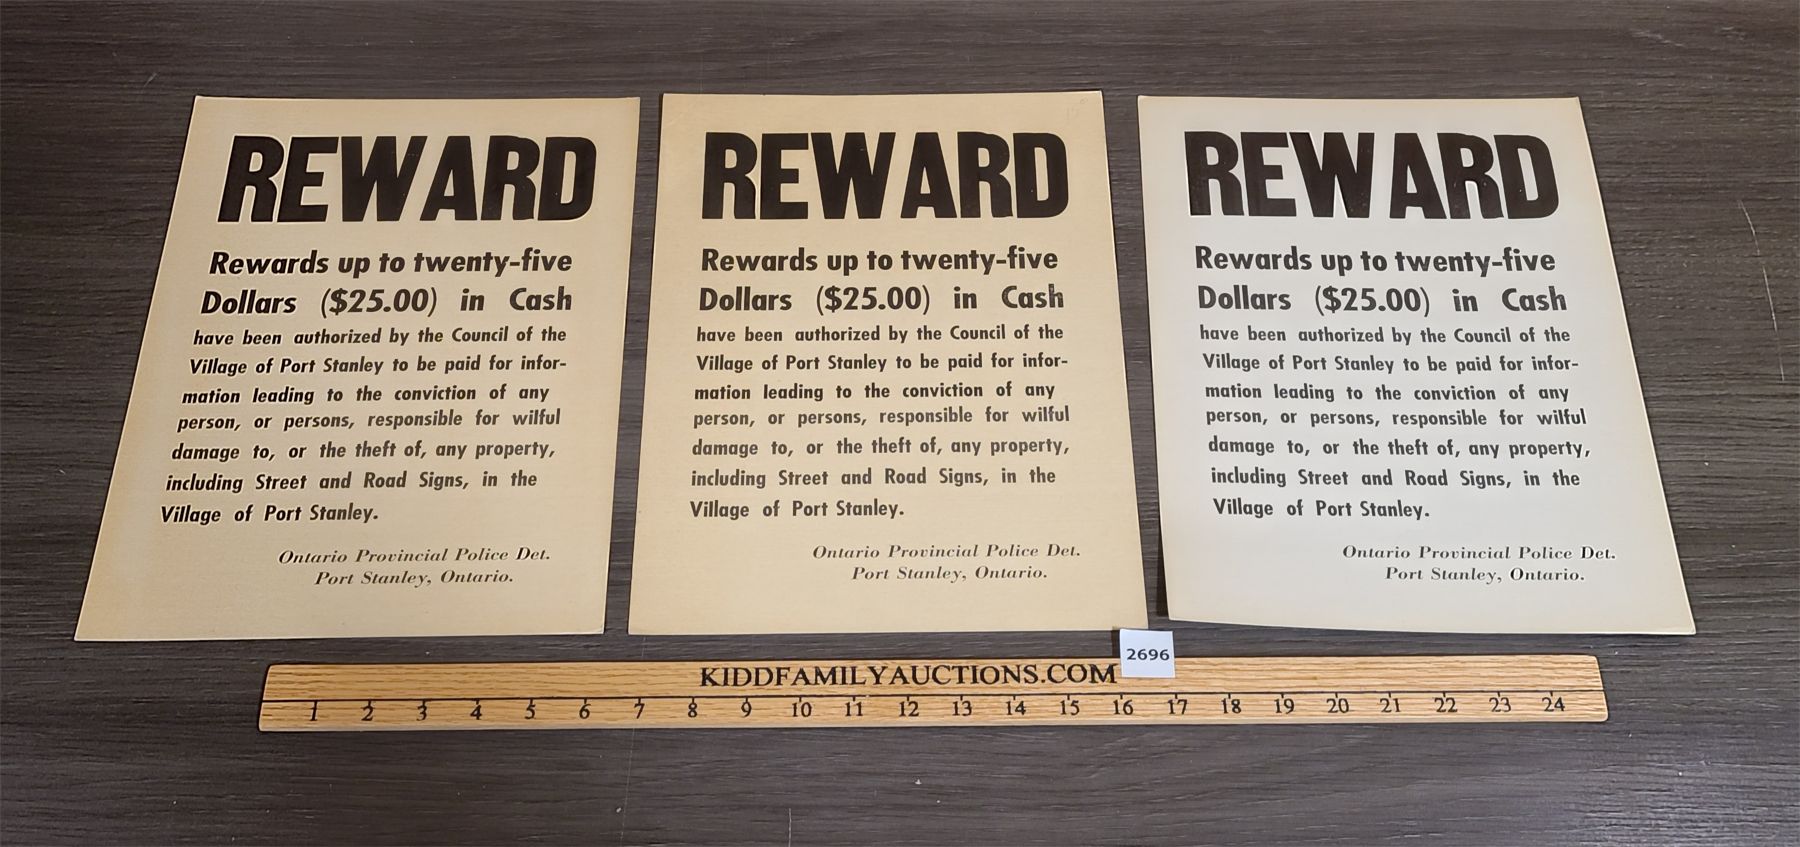 REWARD
Rewards up to twenty-five
Dollars ($25.00) in Cash
have been authorized by the Council of the
Village of Port Stanley to be paid for infor-
mation leading to the conviction of any
person, or persons, responsible for wilful
damage to, or the theft of, any property,
including Street and Road Signs, in the
Village of Port Stanley.
Ontario Provincial Police Det.
Port Stanley, Ontario.
REWARD
Rewards up to twenty-five
Dollars ($25.00) in Cash
have been authorized by the Council of the
Village of Port Stanley to be paid for infor-
mation leading to the conviction of any
person, or persons, responsible for wilful
damage to, or the theft of, any property,
including Street and Road Signs, in the
Village of Port Stanley.
Ontario Provincial Police Det.
Port Stanley, Ontario.
REWARD
Rewards up to twenty-five
Dollars ($25.00) in Cash
have been authorized by the Council of the
Village of Port Stanley to be paid for infor-
mation leading to the conviction of any
person, or persons, responsible for wilful
damage to, or the theft of, any property,
including Street and Road Signs, in the
Village of Port Stanley.
Ontario Provincial Police Det.
Port Stanley, Ontario.
2696
KIDDFAMILYAUCTIONS.COM
1 2 3 4 5 6 7 8 9 10 11 12 13 14 15 16 17 18 19 20 21 22 23 24